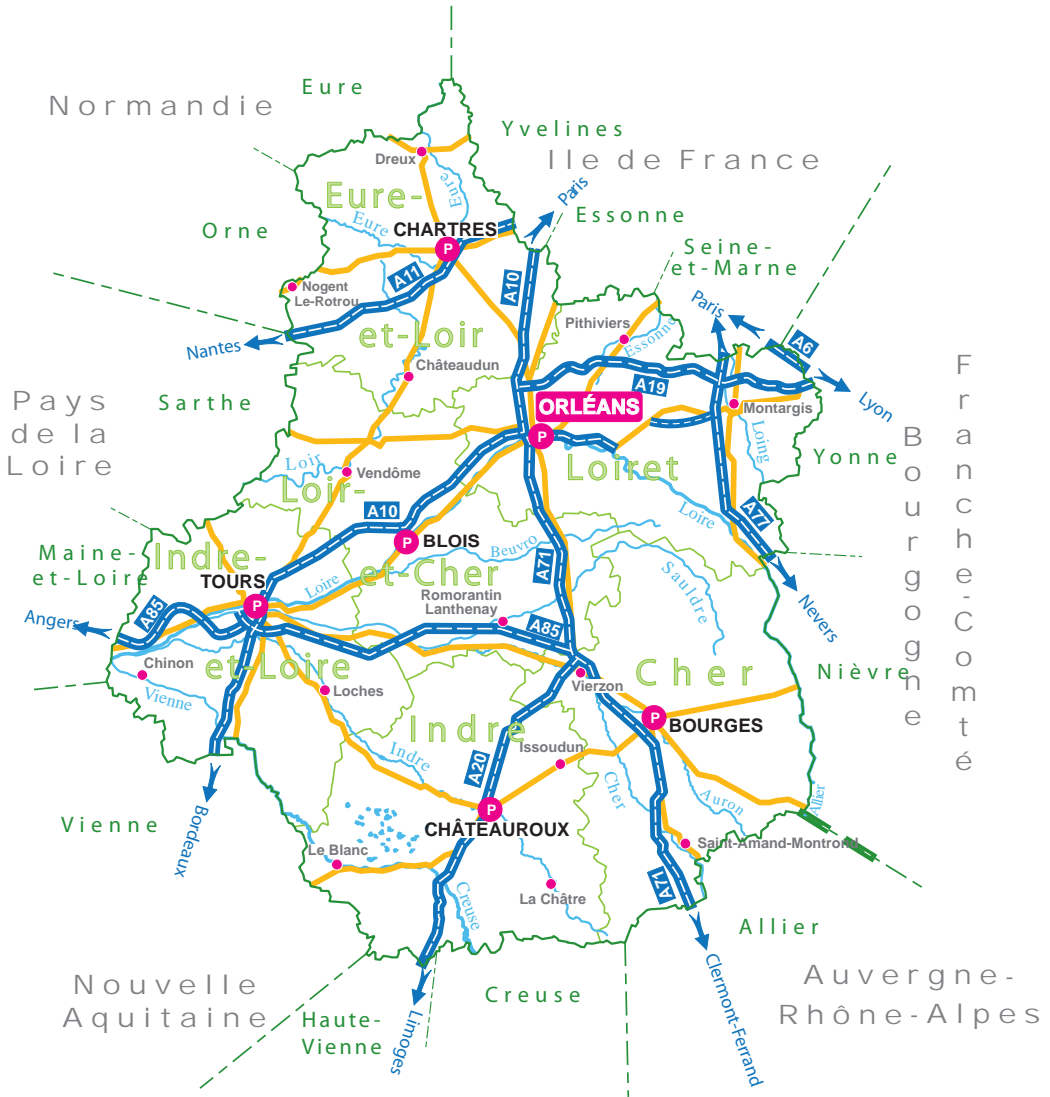 Eure
Normandie
Yvelines
Ile de France
Dreux
Eure-
Eure
Paris
Essonne
Orne
Eure
CHARTRES
P
Seine-
et-Marne
A11
A10
Nogent
Le-Rotrou
Paris
Pithiviers
Essonne
A6
Nantes
et-Loir
Châteaudun
A19
Lyon
Franche-Comté
Pays
de la
Loire
Sarthe
ORLÉANS
P
Montargis
Loing
Bourgogne
Yonne
Loir
Vendôme
Loiret
Loir-
A10
Loire
A77
BLOIS
P
Beuvro
Maine-
et-Loire
Indre-
et-Cher
A71
TOURS
P
Loire
Romorantin
Lanthenay
Sauldre
Nevers
Angers
A85
A85
Chinon
et-Loire
Vienne
Loches
Vierzon
Cher
Nièvre
Indre
P
BOURGES
Issoudun
Indre
A20
Cher
Auron
Allier
Bordeaux
Vienne
P
CHÂTEAUROUX
Le Blanc
Saint-Amand-Montrond
Creuse
La Châtre
A71
Allier
Nouvelle
Aquitaine
Creuse
Clermont-Ferrand
Auvergne-
Rhône-Alpes
Haute-
Vienne
Limoges